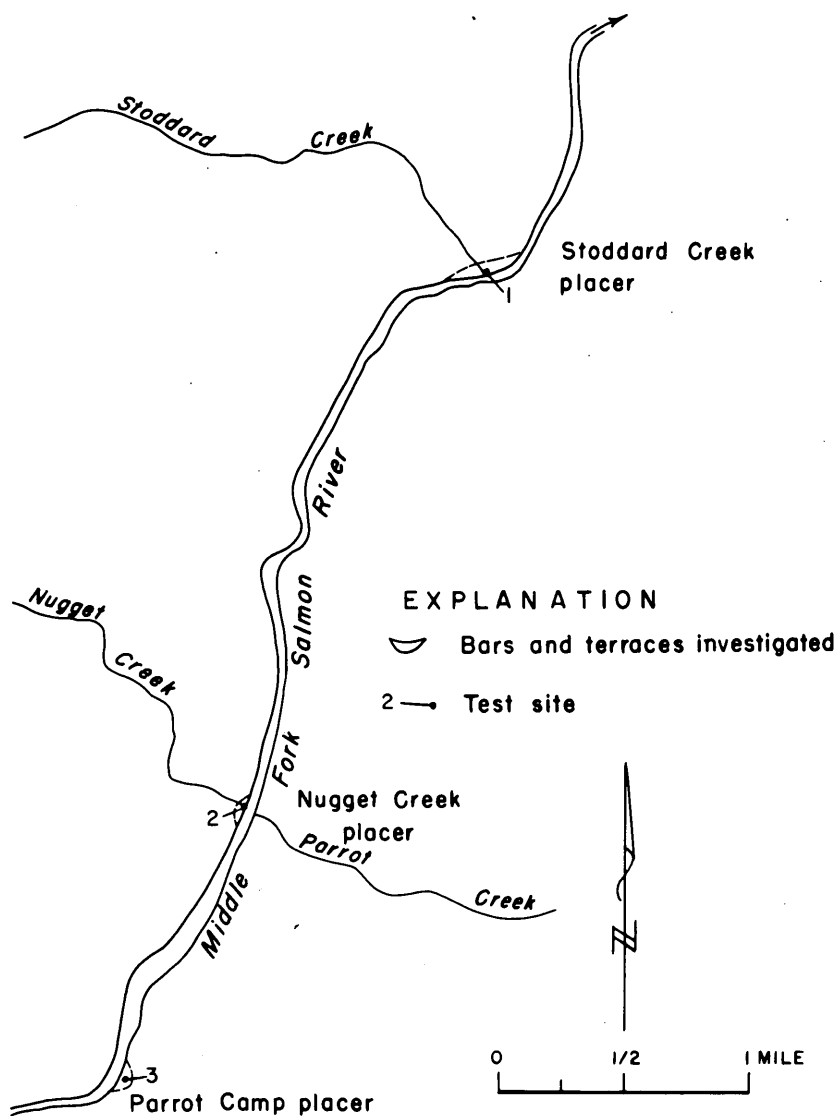 Stoddard Creek
Stoddard Creek
placer
1
River
Salmon
Nugget
Creek
EXPLANATION
Bars and terraces investigated
2 Test site
Fork
Nugget Creek
placer
2
Parrot Creek
Middle
N
3
Parrot Camp placer
0 1/2 1 MILE